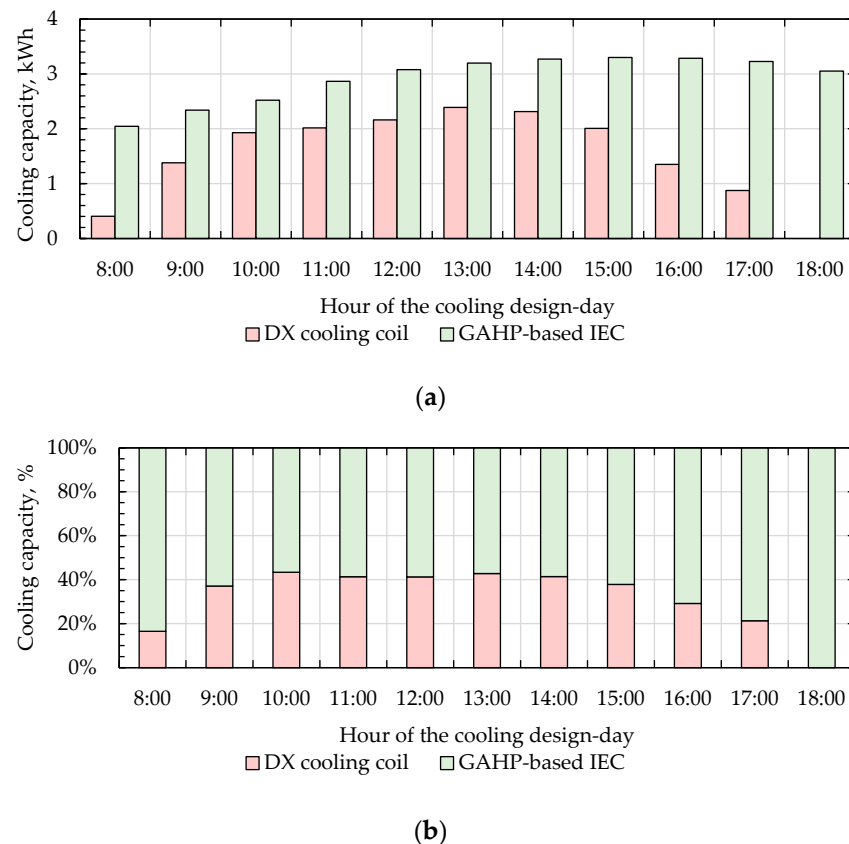 Cooling capacity, kWh
4
3
2
1
0
8:00 9:00 10:00 11:00 12:00 13:00 14:00 15:00 16:00 17:00 18:00
Hour of the cooling design-day
DX cooling coil GAHP-based IEC
(a)
Cooling capacity, %
100%
80%
60%
40%
20%
0%
8:00 9:00 10:00 11:00 12:00 13:00 14:00 15:00 16:00 17:00 18:00
Hour of the cooling design-day
DX cooling coil GAHP-based IEC
(b)